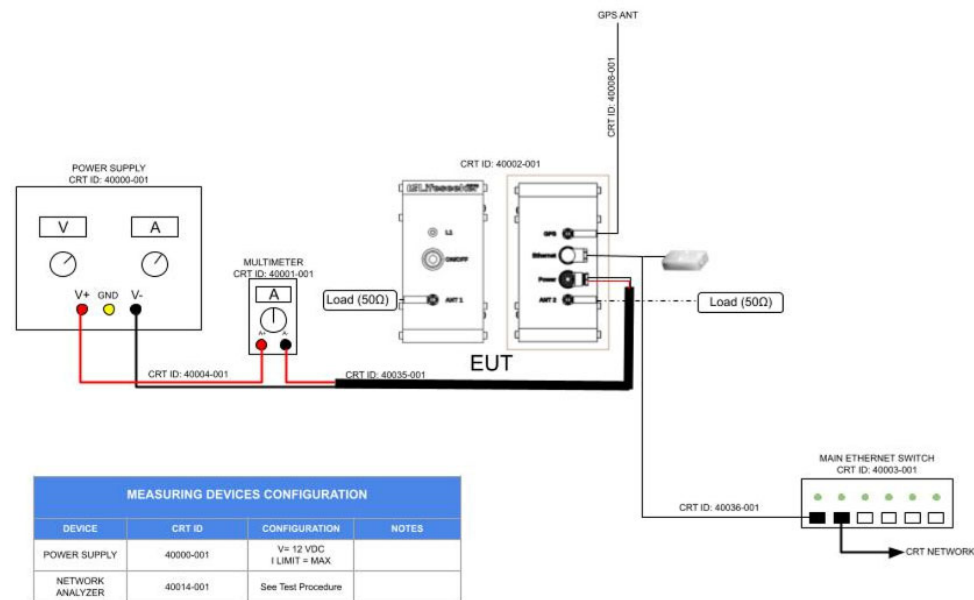 GPS ANT
CRT ID: 40008-001
CRT ID: 40002-001
POWER SUPPLY
CRT ID: 40000-001
V
A
V+ GND V-
MULTIMETER
CRT ID: 40001-001
A
A+ A-
Lifeseeker
L1
ON/OFF
ANT 1
GPS
Ethernet
Power
ANT 2
Load (50Ω)
Load (50Ω)
EUT
CRT ID: 40004-001
CRT ID: 40035-001
MAIN ETHERNET SWITCH
CRT ID: 40003-001
CRT ID: 40036-001
CRT NETWORK
MEASURING DEVICES CONFIGURATION
DEVICE CRT ID CONFIGURATION NOTES
POWER SUPPLY 40000-001 V= 12 VDC
I LIMIT = MAX
NETWORK
ANALYZER 40014-001 See Test Procedure